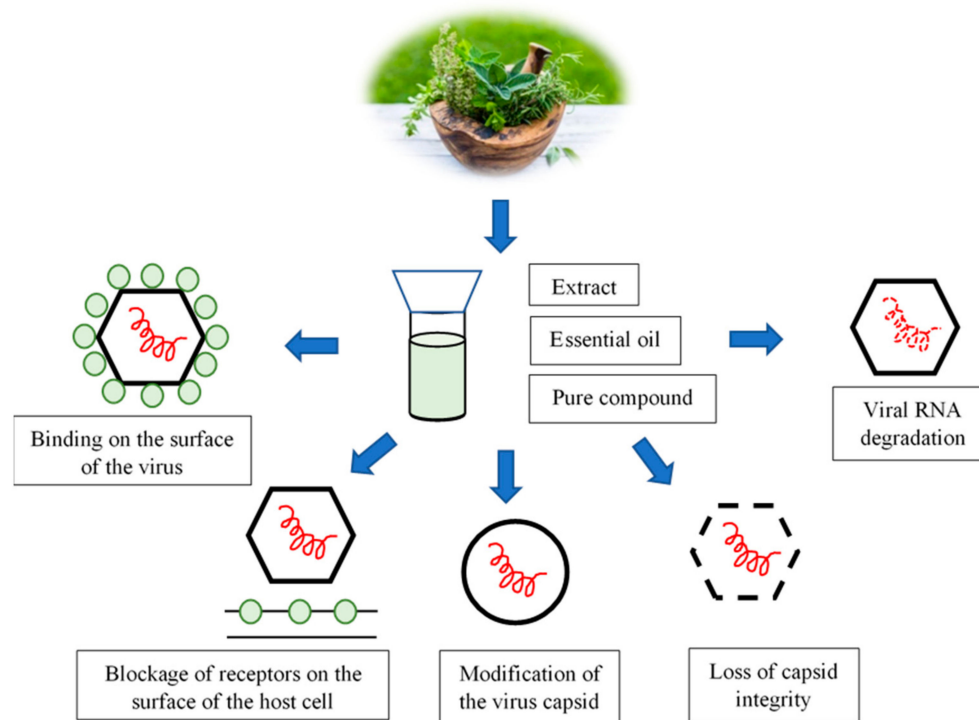 Extract
Essential oil
Pure compound
Binding on the surface
of the virus
Viral RNA
degradation
Blockage of receptors on the
surface of the host cell
Modification of
the virus capsid
Loss of capsid
integrity